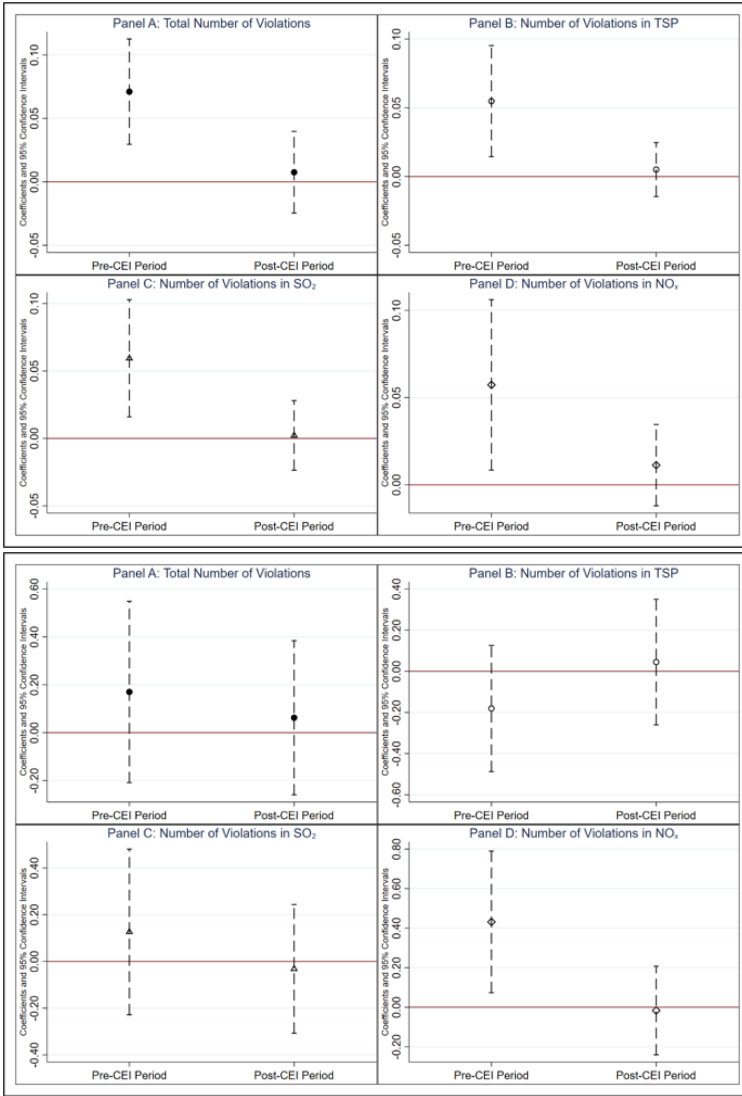 Panel A: Total Number of Violations
Coefficients and 95% Confidence Intervals
0.10
0.05
0.00
-0.05
Pre-CEI Period Post-CEI Period
Panel B: Number of Violations in TSP
Coefficients and 95% Confidence Intervals
0.10
0.05
0.00
-0.05
Pre-CEI Period Post-CEI Period
Panel C: Number of Violations in SO₂
Coefficients and 95% Confidence Intervals
0.10
0.05
0.00
-0.05
Pre-CEI Period Post-CEI Period
Panel D: Number of Violations in NOₓ
Coefficients and 95% Confidence Intervals
0.10
0.05
0.00
Pre-CEI Period Post-CEI Period
Panel A: Total Number of Violations
Coefficients and 95% Confidence Intervals
0.60
0.40
0.20
0.00
-0.20
Pre-CEI Period Post-CEI Period
Panel B: Number of Violations in TSP
Coefficients and 95% Confidence Intervals
0.40
0.20
0.00
-0.20
-0.40
-0.60
Pre-CEI Period Post-CEI Period
Panel C: Number of Violations in SO₂
Coefficients and 95% Confidence Intervals
0.40
0.20
0.00
-0.20
-0.40
Pre-CEI Period Post-CEI Period
Panel D: Number of Violations in NOₓ
Coefficients and 95% Confidence Intervals
0.80
0.60
0.40
0.20
0.00
-0.20
Pre-CEI Period Post-CEI Period